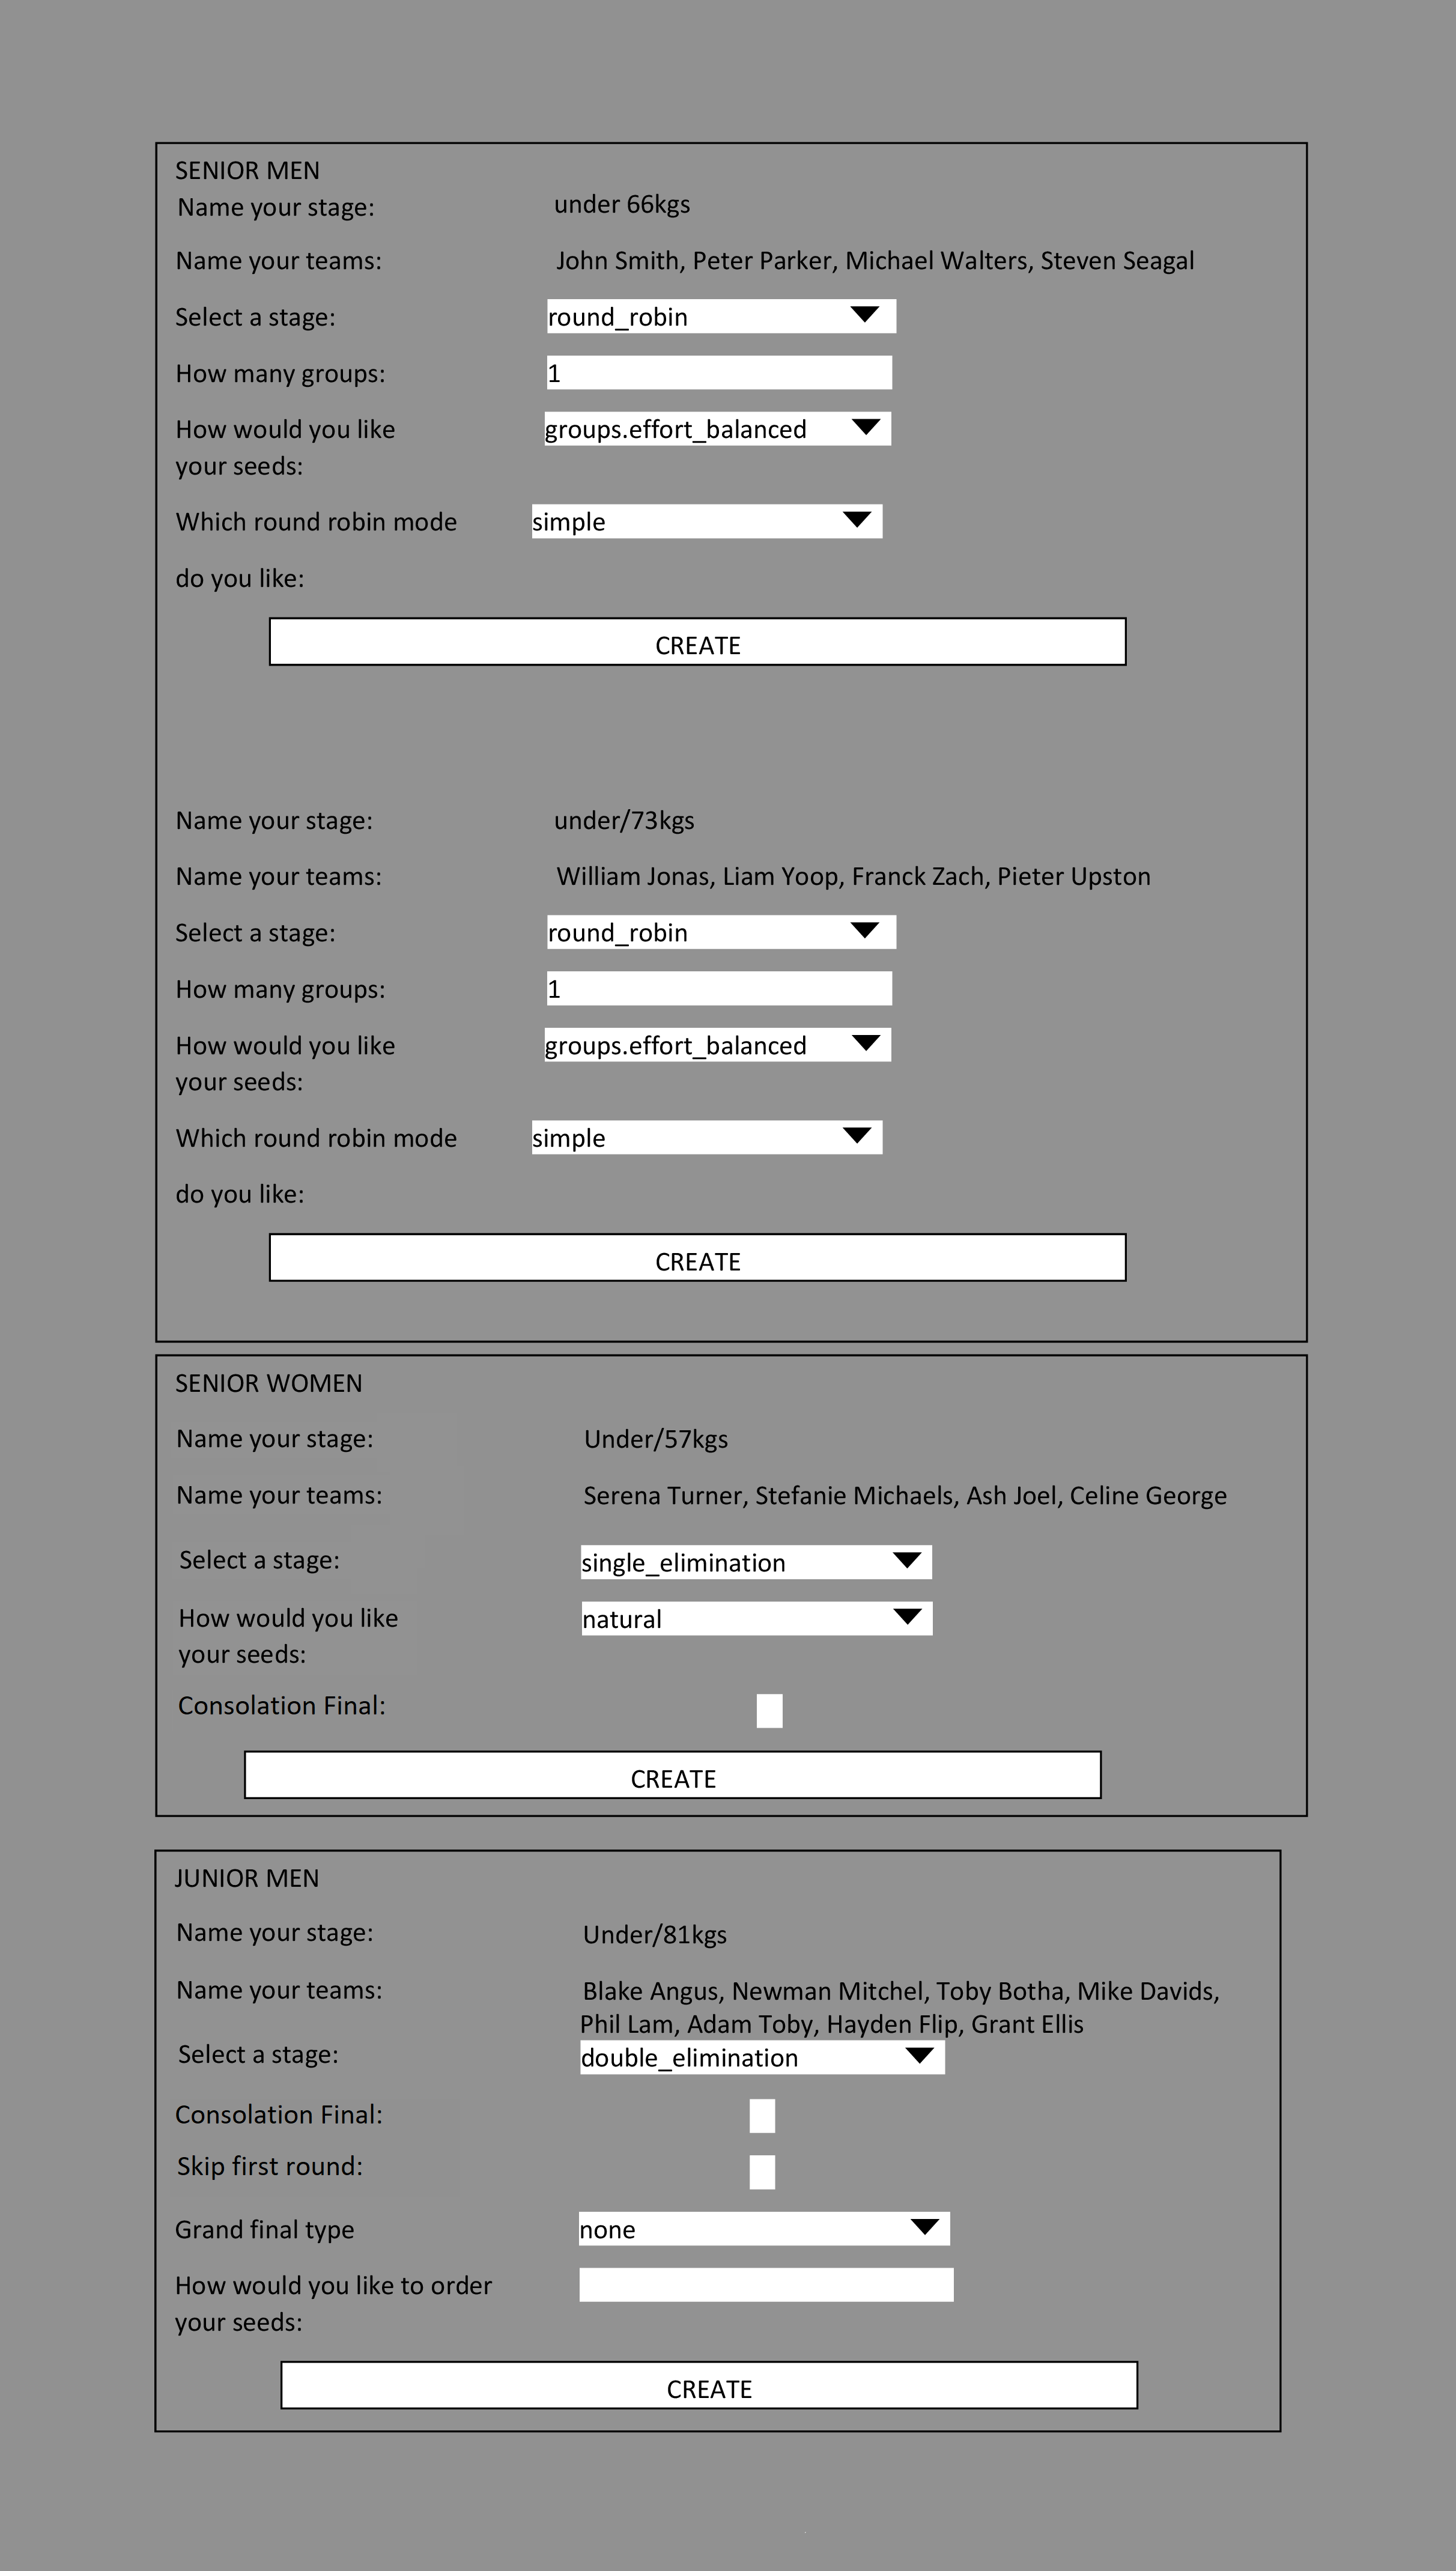 SENIOR MEN
Name your stage: under 66kgs
Name your teams: John Smith, Peter Parker, Michael Walters, Steven Seagal
Select a stage: round_robin
How many groups: 1
How would you like groups.effort_balanced
your seeds:
Which round robin mode simple
do you like:
CREATE
Name your stage: under/73kgs
Name your teams: William Jonas, Liam Yoop, Franck Zach, Pieter Upston
Select a stage: round_robin
How many groups: 1
How would you like groups.effort_balanced
your seeds:
Which round robin mode simple
do you like:
CREATE
SENIOR WOMEN
Name your stage: Under/57kgs
Name your teams: Serena Turner, Stefanie Michaels, Ash Joel, Celine George
Select a stage: single_elimination
How would you like natural
your seeds:
Consolation Final:
CREATE
JUNIOR MEN
Name your stage: Under/81kgs
Name your teams: Blake Angus, Newman Mitchel, Toby Botha, Mike Davids,
Phil Lam, Adam Toby, Hayden Flip, Grant Ellis
Select a stage: double_elimination
Consolation Final:
Skip first round:
Grand final type none
How would you like to order
your seeds:
CREATE